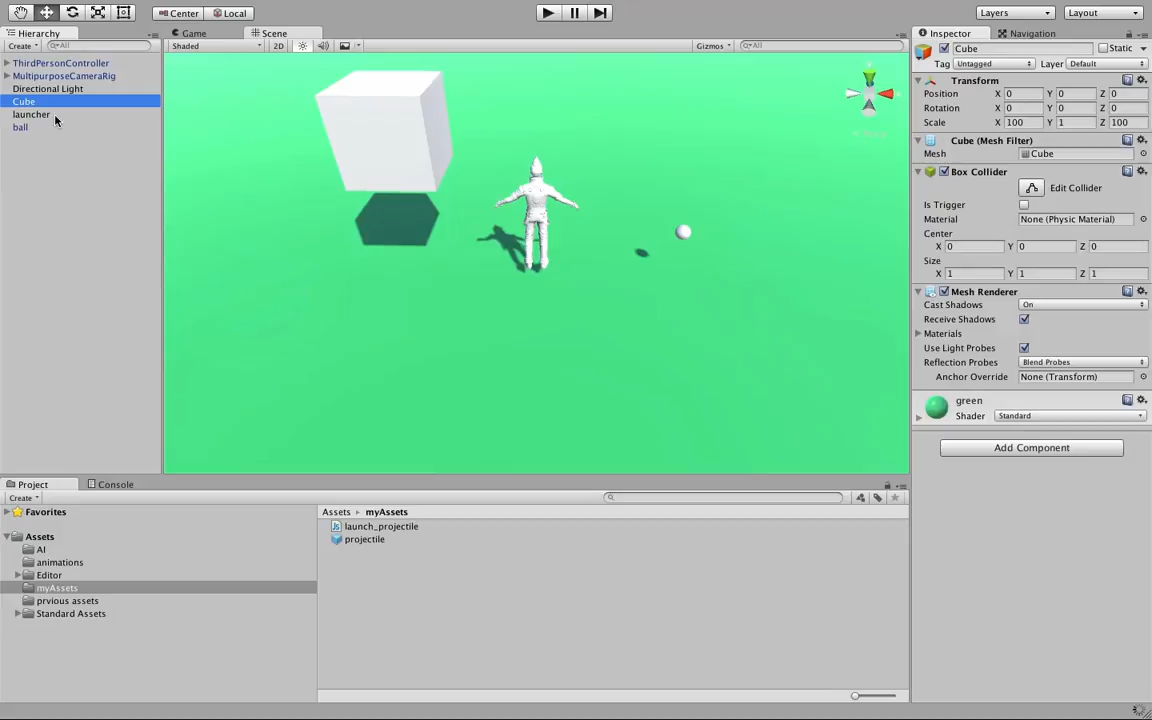 Center Local Layers Layout
Hierarchy Game Scene Inspector Navigation
Create All Shaded 2D Gizmos All Cube Static
ThirdPersonController Tag Untagged Layer Default
MultipurposeCameraRig Transform
Directional Light Position X 0 Y 0 Z 0
Cube Rotation X 0 Y 0 Z 0
launcher Scale X 100 Y 1 Z 100
ball Cube (Mesh Filter)
Mesh Cube
Box Collider
Edit Collider
Is Trigger
Material None (Physic Material)
Center
X 0 Y 0 Z 0
Size
X 1 Y 1 Z 1
Mesh Renderer
Cast Shadows On
Receive Shadows
Materials
Use Light Probes
Reflection Probes Blend Probes
Anchor Override None (Transform)
green
Shader Standard
Add Component
Project Console
Create
Favorites Assets myAssets
Assets launch_projectile
AI projectile
animations
Editor
myAssets
prvious assets
Standard Assets